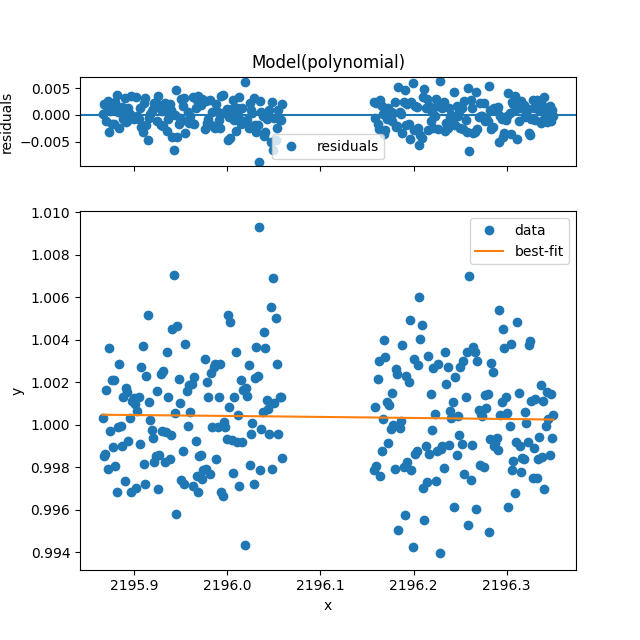 Model(polynomial)
residuals
0.005
0.000
−0.005
residuals
y
1.010
1.008
1.006
1.004
1.002
1.000
0.998
0.996
0.994
data
best-fit
2195.9 2196.0 2196.1 2196.2 2196.3
x